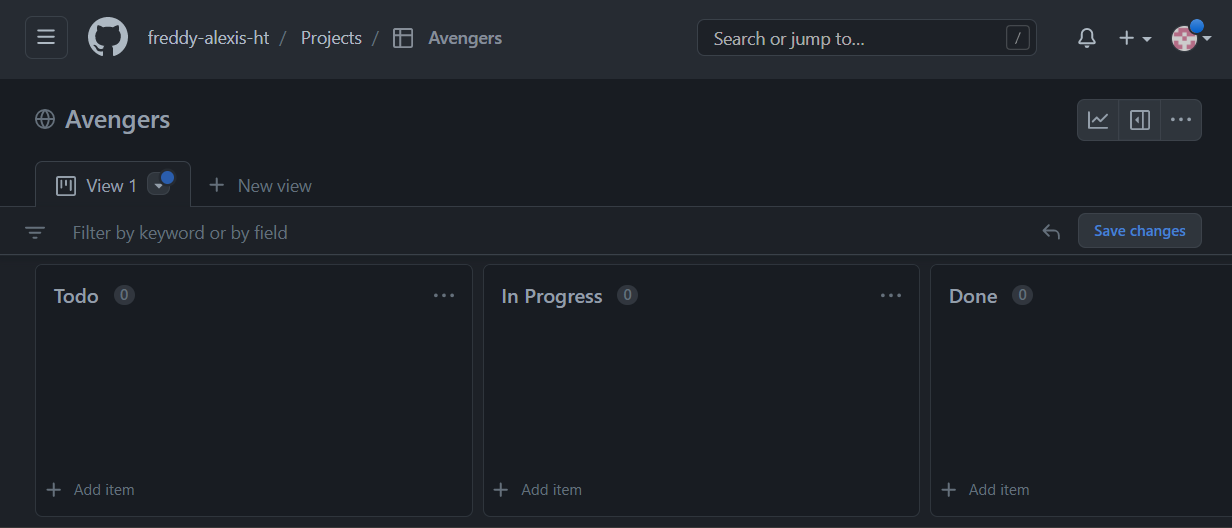 freddy-alexis-ht / Projects / Avengers Search or jump to... /
Avengers
View 1 New view
Filter by keyword or by field Save changes
Todo 0 In Progress 0 Done 0
Add item Add item Add item